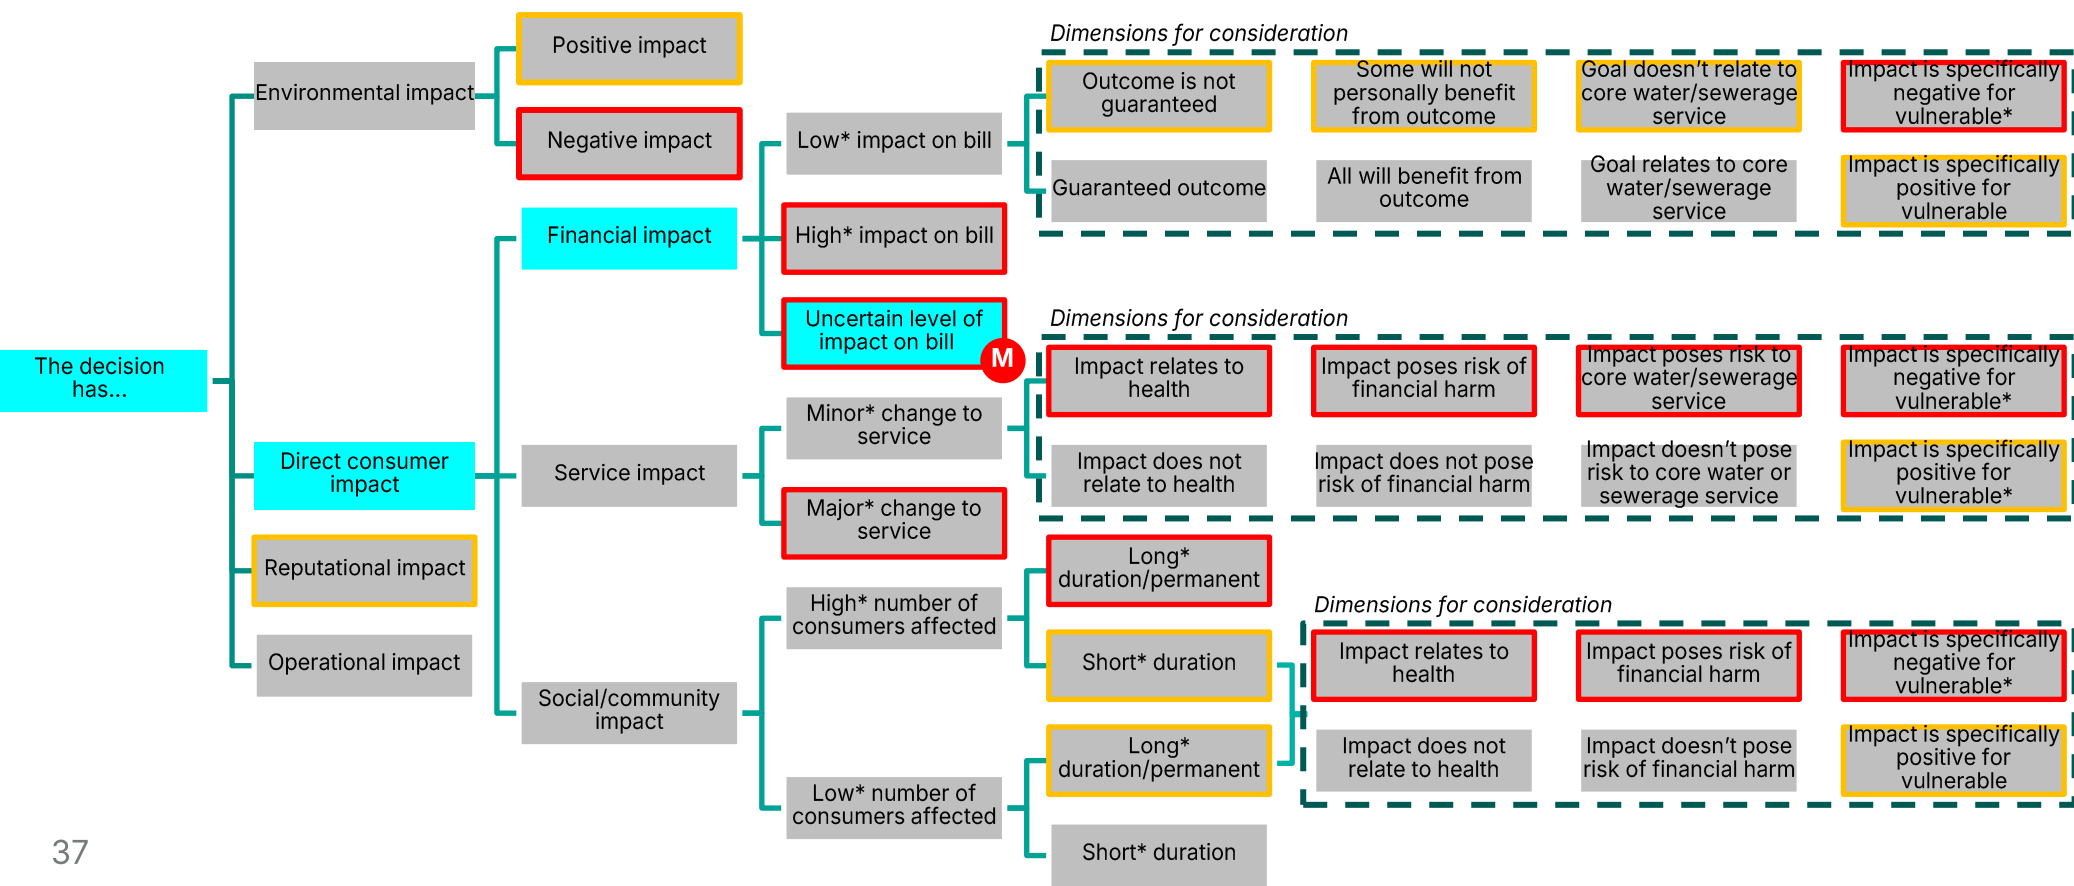 The decision
has...
Environmental impact
Direct consumer
impact
Reputational impact
Operational impact
Positive impact
Negative impact
Financial impact
Service impact
Social/community
impact
Low* impact on bill
High* impact on bill
Uncertain level of
impact on bill
M
Minor* change to
service
Major* change to
service
High* number of
consumers affected
Low* number of
consumers affected
Dimensions for consideration
Outcome is not
guaranteed
Some will not
personally benefit
from outcome
Goal doesn't relate to
core water/sewerage
service
Impact is specifically
negative for
vulnerable*
Guaranteed outcome
All will benefit from
outcome
Goal relates to core
water/sewerage
service
Impact is specifically
positive for
vulnerable
Dimensions for consideration
Impact relates to
health
Impact poses risk of
financial harm
Impact poses risk to
core water/sewerage
service
Impact is specifically
negative for
vulnerable*
Impact does not
relate to health
Impact does not pose
risk of financial harm
Impact doesn't pose
risk to core water or
sewerage service
Impact is specifically
positive for
vulnerable*
Long*
duration/permanent
Short* duration
Long*
duration/permanent
Short* duration
Dimensions for consideration
Impact relates to
health
Impact poses risk of
financial harm
Impact is specifically
negative for
vulnerable*
Impact does not
relate to health
Impact doesn't pose
risk of financial harm
Impact is specifically
positive for
vulnerable
37